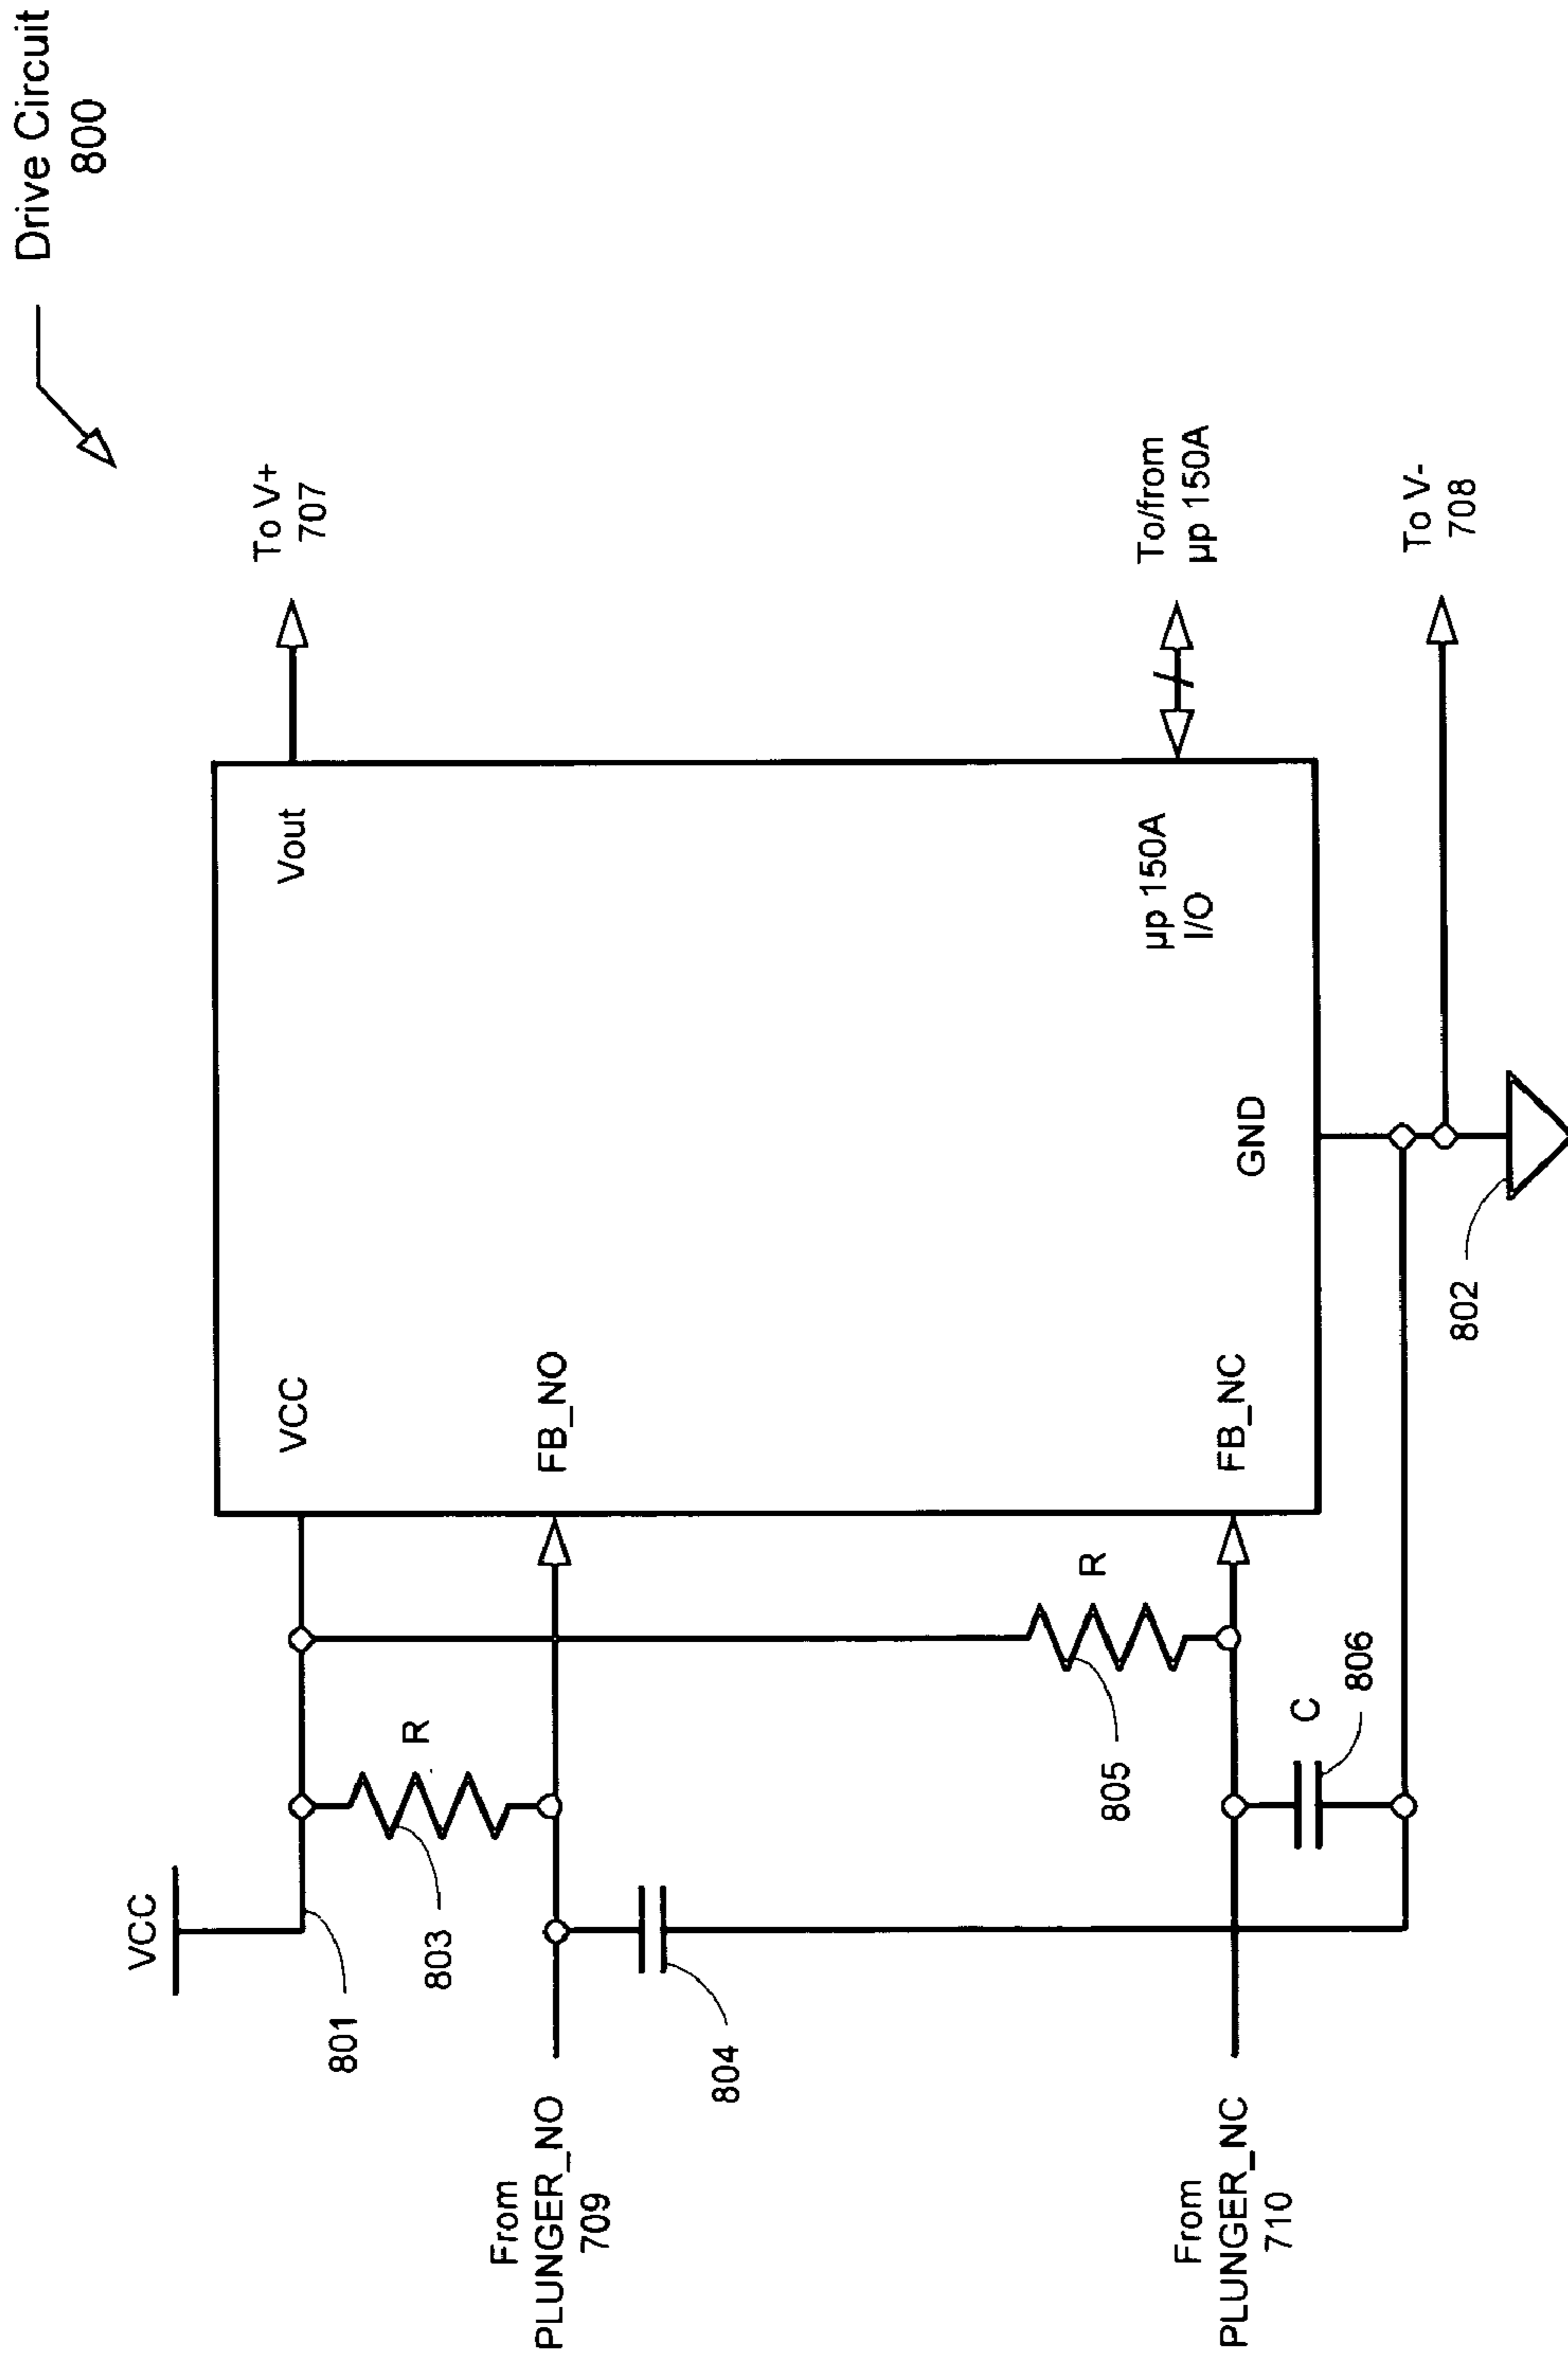 Drive Circuit
800
VCC
801
803
R
804
805
R
C
806
VCC
Vout
To V+
707
From
PLUNGER_NO
709
FB_NO
From
PLUNGER_NC
710
FB_NC
µp 150A
I/O
To/from
µp 150A
GND
802
To V-
708